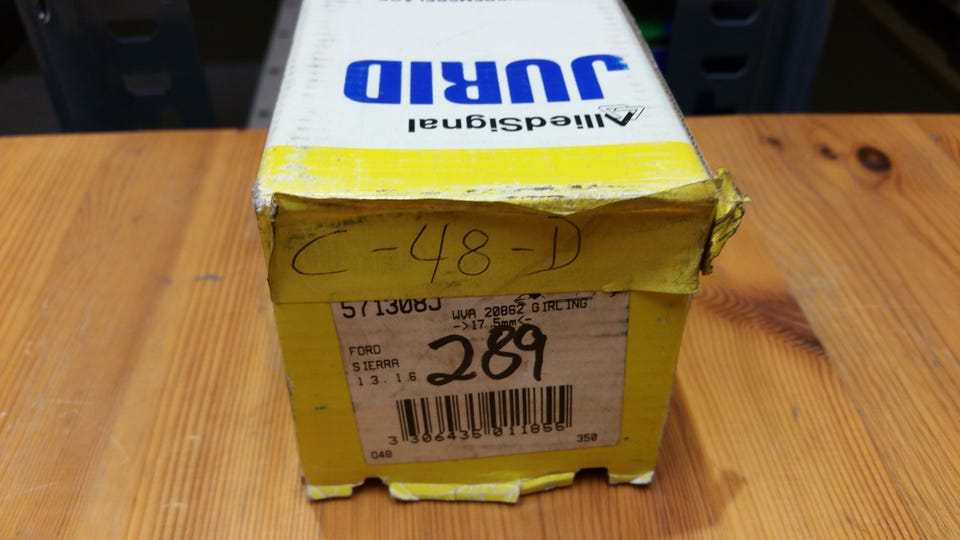 JURID
AlliedSignal
C-48-D
571308J
WVA 20862 GIRLING
->17.5mm<-
FORD
SIERRA
1.3. 1.6
289
3 306435 011855
048
350